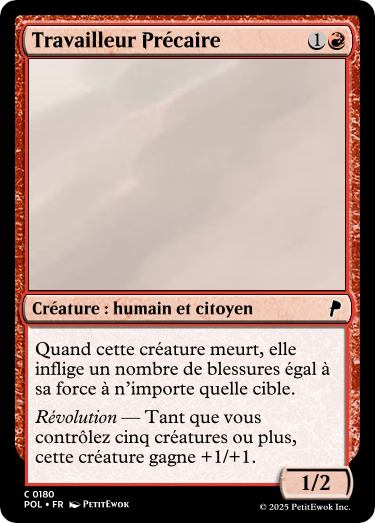 Travailleur Précaire 1
Créature : humain et citoyen
Quand cette créature meurt, elle
inflige un nombre de blessures égal à
sa force à n'importe quelle cible.
Révolution — Tant que vous
contrôlez cinq créatures ou plus,
cette créature gagne +1/+1.
1/2
C 0180
POL • FR PetitEwok
© 2025 PetitEwok Inc.